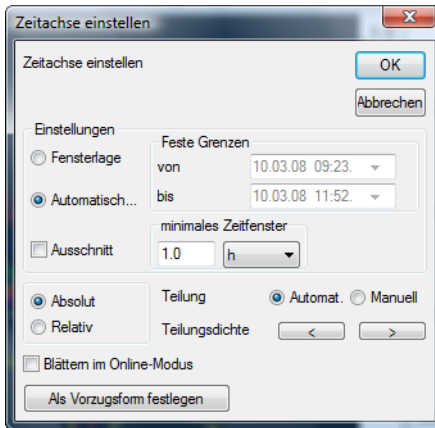 Zeitachse einstellen
Zeitachse einstellen
OK
Abbrechen
Einstellungen
Feste Grenzen
Fensterlage
von
10.03.08 09:23.
Automatisch...
bis
10.03.08 11:52.
minimales Zeitfenster
Ausschnitt
1.0
h
Absolut
Teilung
Automat.
Manuell
Relativ
Teilungsdichte
<
>
Blättern im Online-Modus
Als Vorzugsform festlegen